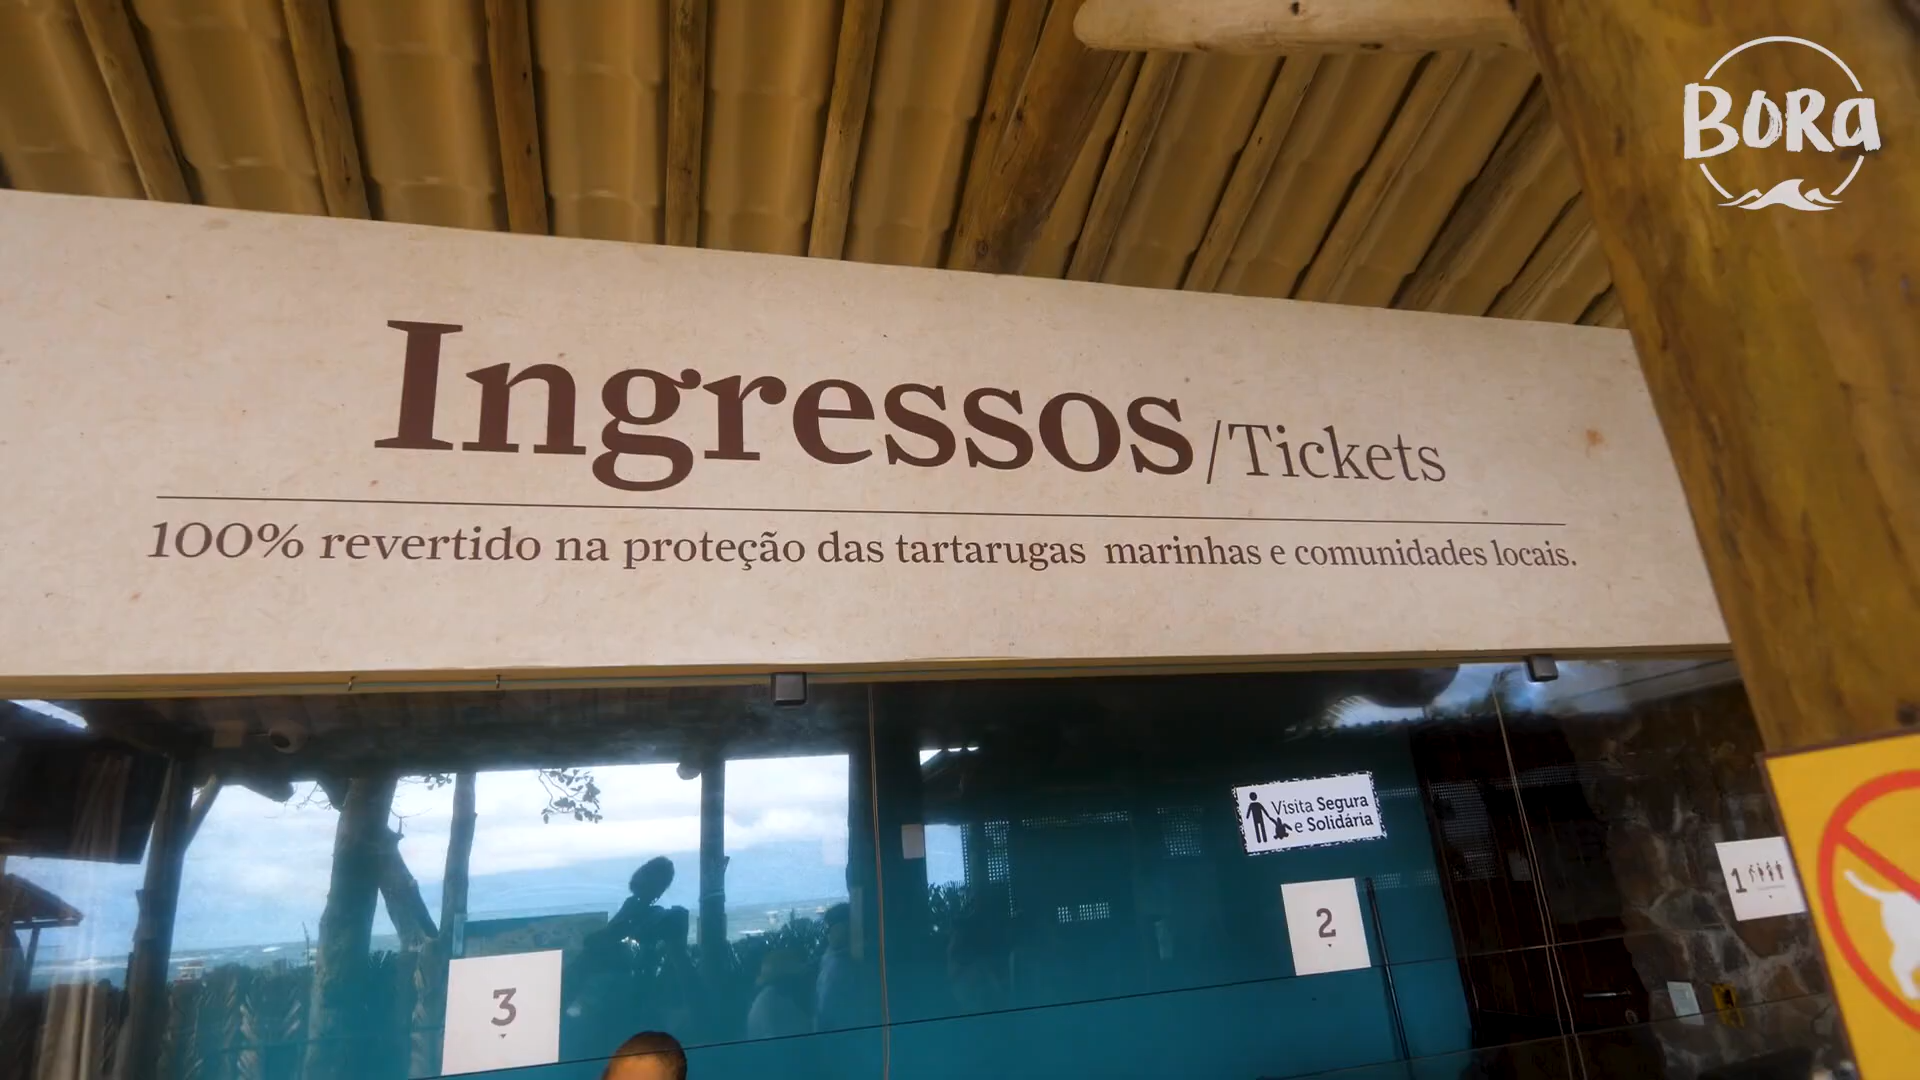 BORa
Ingressos/Tickets
100% revertido na proteção das tartarugas marinhas e comunidades locais.
Visita Segura
e Solidária
1
2
3